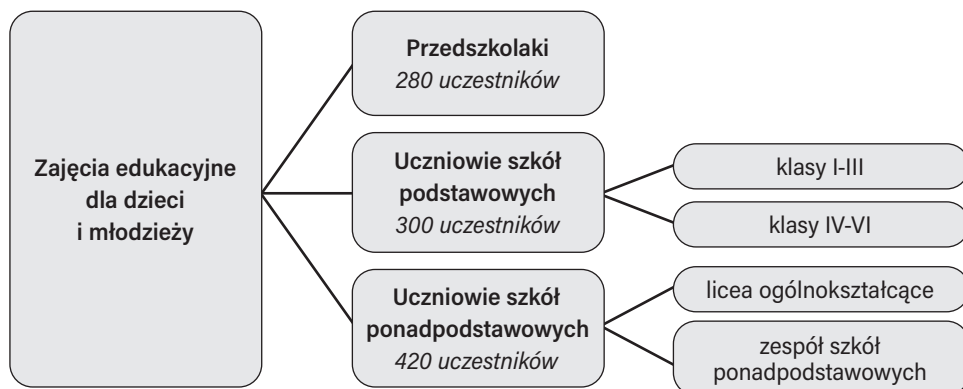 Zajęcia edukacyjne
dla dzieci
i młodzieży
Przedszkolaki
280 uczestników
Uczniowie szkół
podstawowych
300 uczestników
klasy I-III
klasy IV-VI
Uczniowie szkół
ponadpodstawowych
420 uczestników
licea ogólnokształcące
zespół szkół
ponadpodstawowych